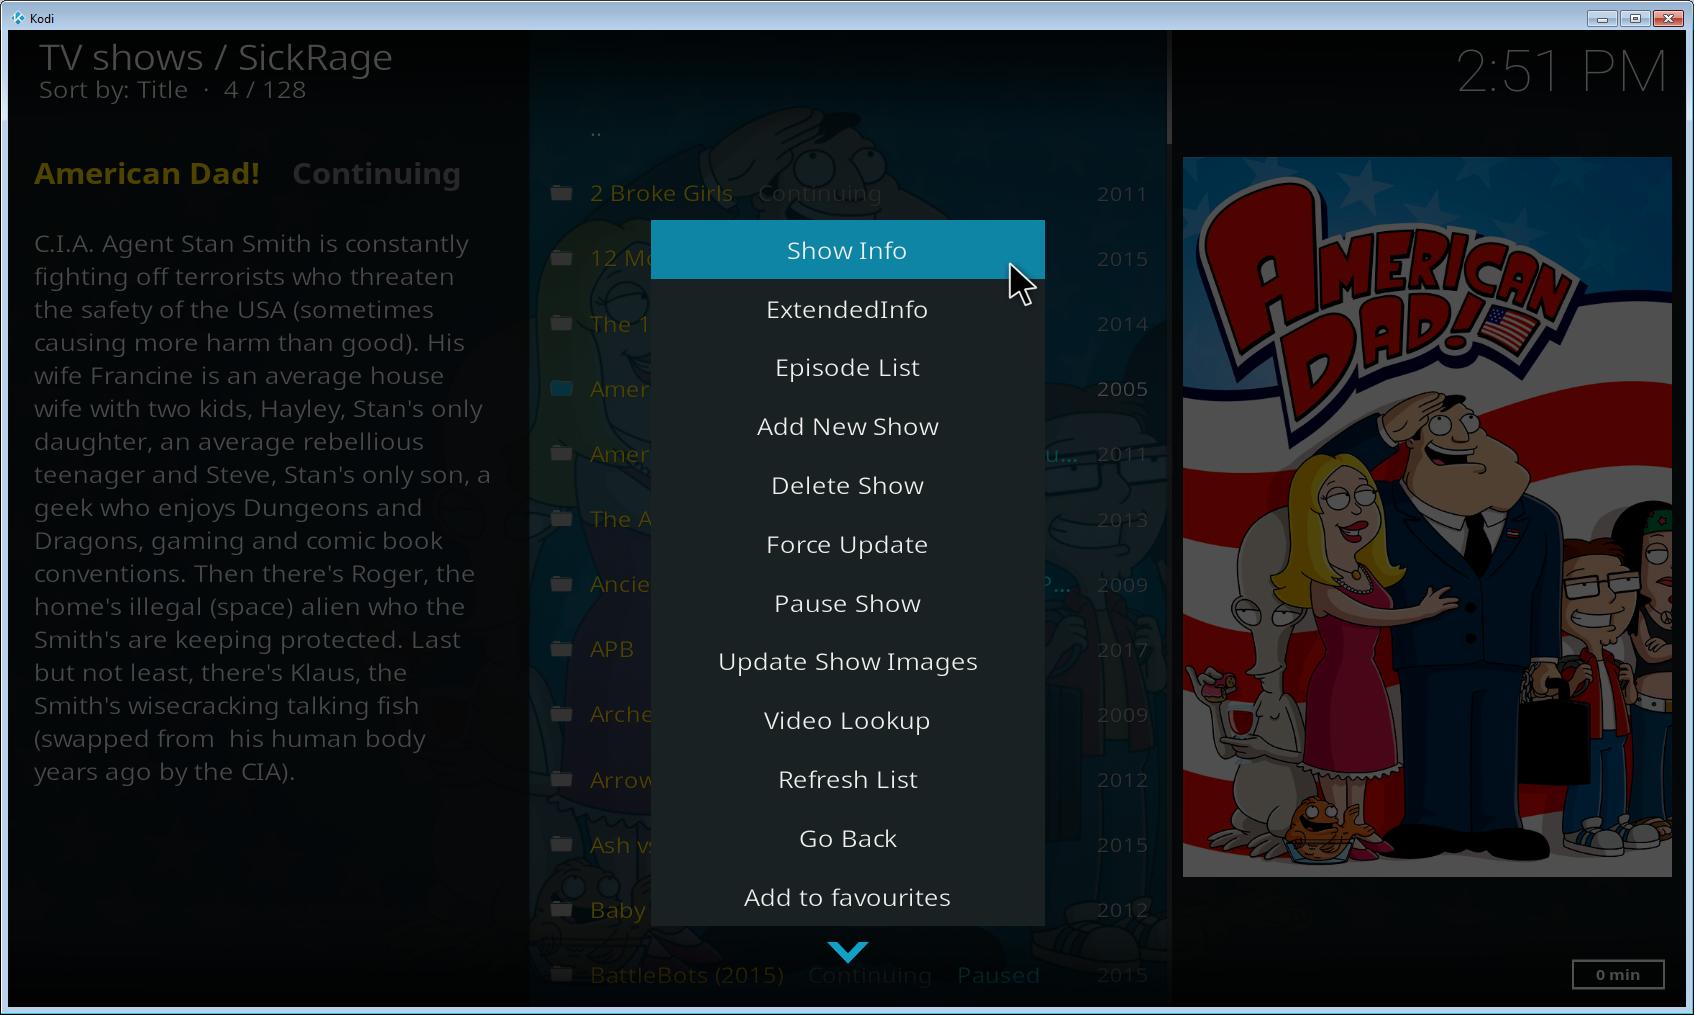 Kodi
TV shows / SickRage
Sort by: Title · 4 / 128
2:51 PM
American Dad! Continuing
C.I.A. Agent Stan Smith is constantly
fighting off terrorists who threaten
the safety of the USA (sometimes
causing more harm than good). His
wife Francine is an average house
wife with two kids, Hayley, Stan's only
daughter, an average rebellious
teenager and Steve, Stan's only son, a
geek who enjoys Dungeons and
Dragons, gaming and comic book
conventions. Then there's Roger, the
home's illegal (space) alien who the
Smith's are keeping protected. Last
but not least, there's Klaus, the
Smith's wisecracking talking fish
(swapped from  his human body
years ago by the CIA).
..
2 Broke Girls Continuing 2011
12 Mo 2015
The 1 2014
Amer 2005
Amer u... 2011
The A 2013
Ancie P... 2009
APB 2017
Arche 2009
Arrow 2012
Ash vs 2015
Baby 2012
BattleBots (2015) Continuing Paused 2015
Show Info
ExtendedInfo
Episode List
Add New Show
Delete Show
Force Update
Pause Show
Update Show Images
Video Lookup
Refresh List
Go Back
Add to favourites
AMERICAN
DAD!
0 min